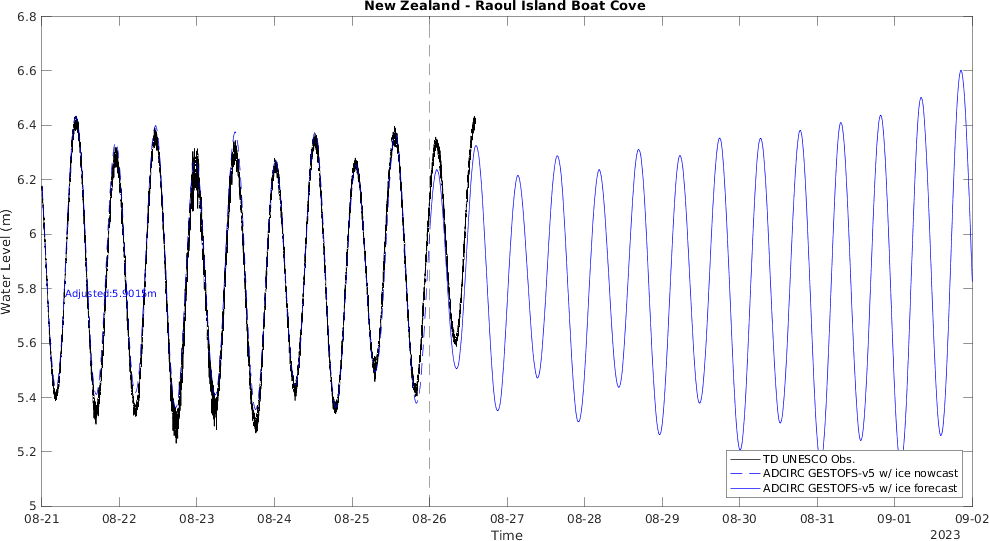 New Zealand - Raoul Island Boat Cove
6.8
6.6
6.4
6.2
6
5.8
5.6
5.4
5.2
5
Water Level (m)
Adjusted:5.9015m
TD UNESCO Obs.
ADCIRC GESTOFS-v5 w/ ice nowcast
ADCIRC GESTOFS-v5 w/ ice forecast
08-21 08-22 08-23 08-24 08-25 08-26 08-27 08-28 08-29 08-30 08-31 09-01 09-02
Time
2023